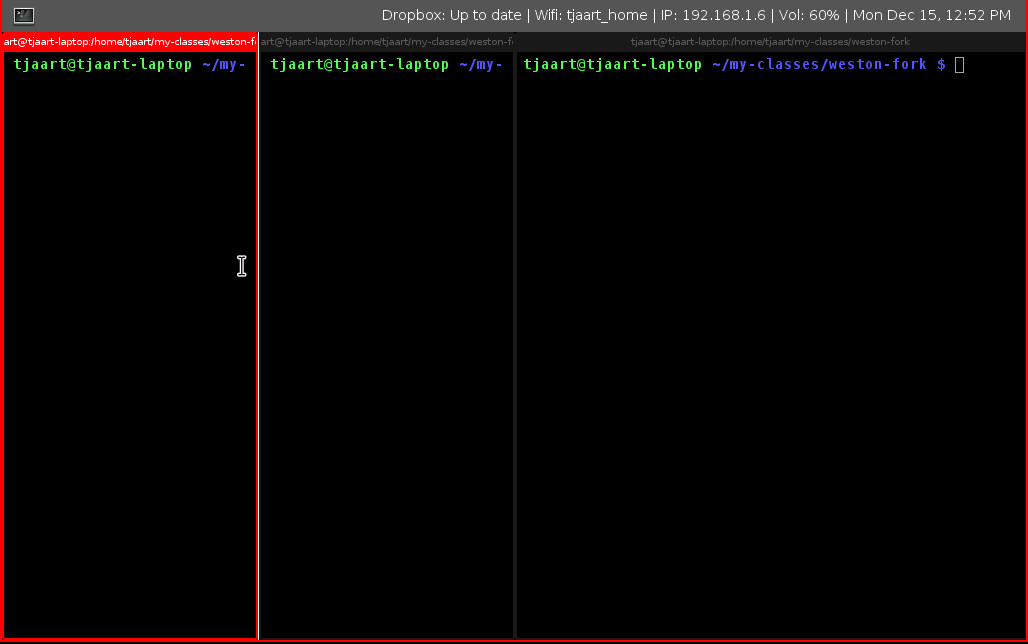 Dropbox: Up to date | Wifi: tjaart_home | IP: 192.168.1.6 | Vol: 60% | Mon Dec 15, 12:52 PM
art@tjaart-laptop:/home/tjaart/my-classes/weston-f
art@tjaart-laptop:/home/tjaart/my-classes/weston-f
tjaart@tjaart-laptop:/home/tjaart/my-classes/weston-fork
tjaart@tjaart-laptop ~/my-
tjaart@tjaart-laptop ~/my-
tjaart@tjaart-laptop ~/my-classes/weston-fork $